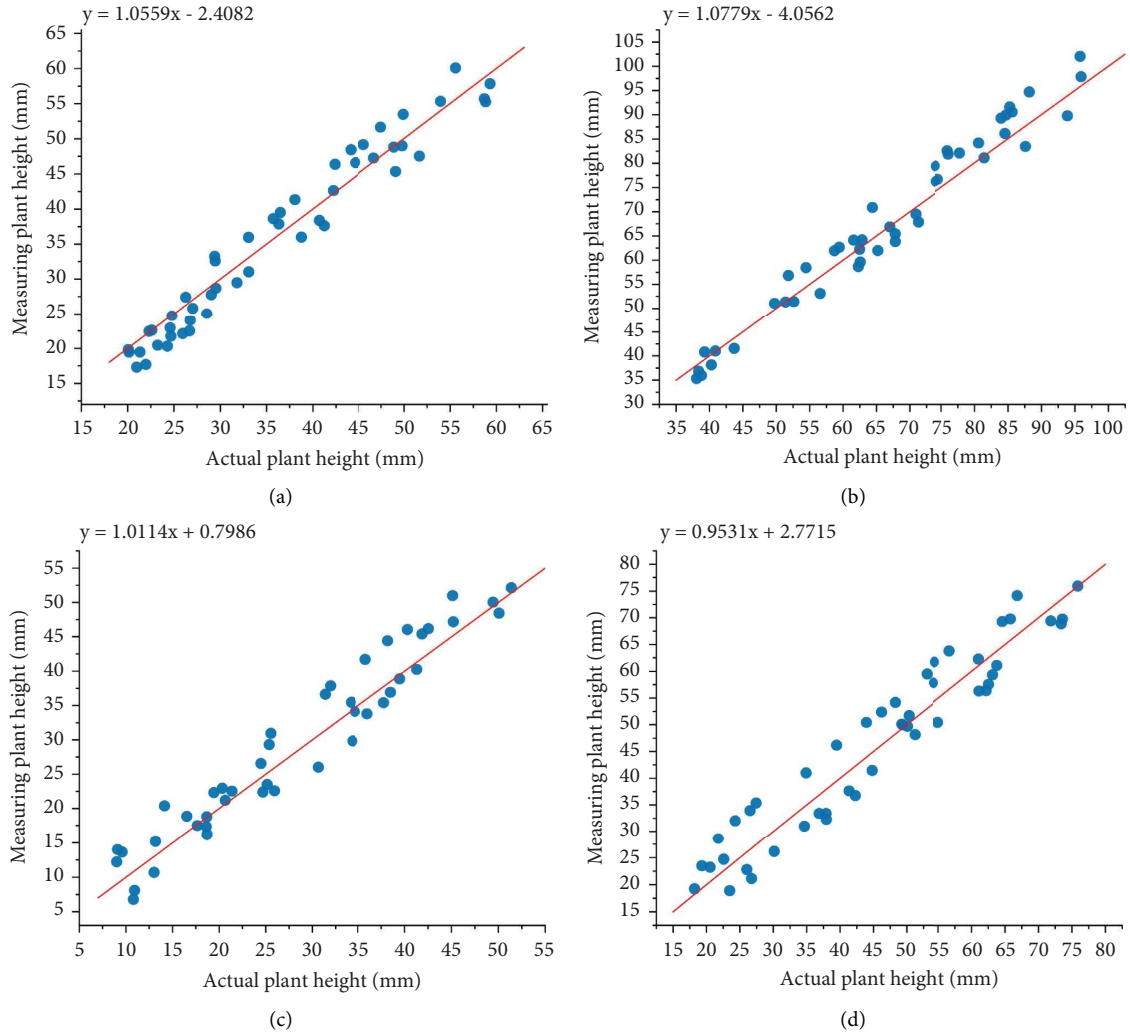 y = 1.0559x - 2.4082
65
60
55
50
45
40
35
30
25
20
15
Measuring plant height (mm)
15 20 25 30 35 40 45 50 55 60 65
Actual plant height (mm)
(a)
y = 1.0779x - 4.0562
105
100
95
90
85
80
75
70
65
60
55
50
45
40
35
30
Measuring plant height (mm)
35 40 45 50 55 60 65 70 75 80 85 90 95 100
Actual plant height (mm)
(b)
y = 1.0114x + 0.7986
55
50
45
40
35
30
25
20
15
10
5
Measuring plant height (mm)
5 10 15 20 25 30 35 40 45 50 55
Actual plant height (mm)
(c)
y = 0.9531x + 2.7715
80
75
70
65
60
55
50
45
40
35
30
25
20
15
Measuring plant height (mm)
15 20 25 30 35 40 45 50 55 60 65 70 75 80
Actual plant height (mm)
(d)